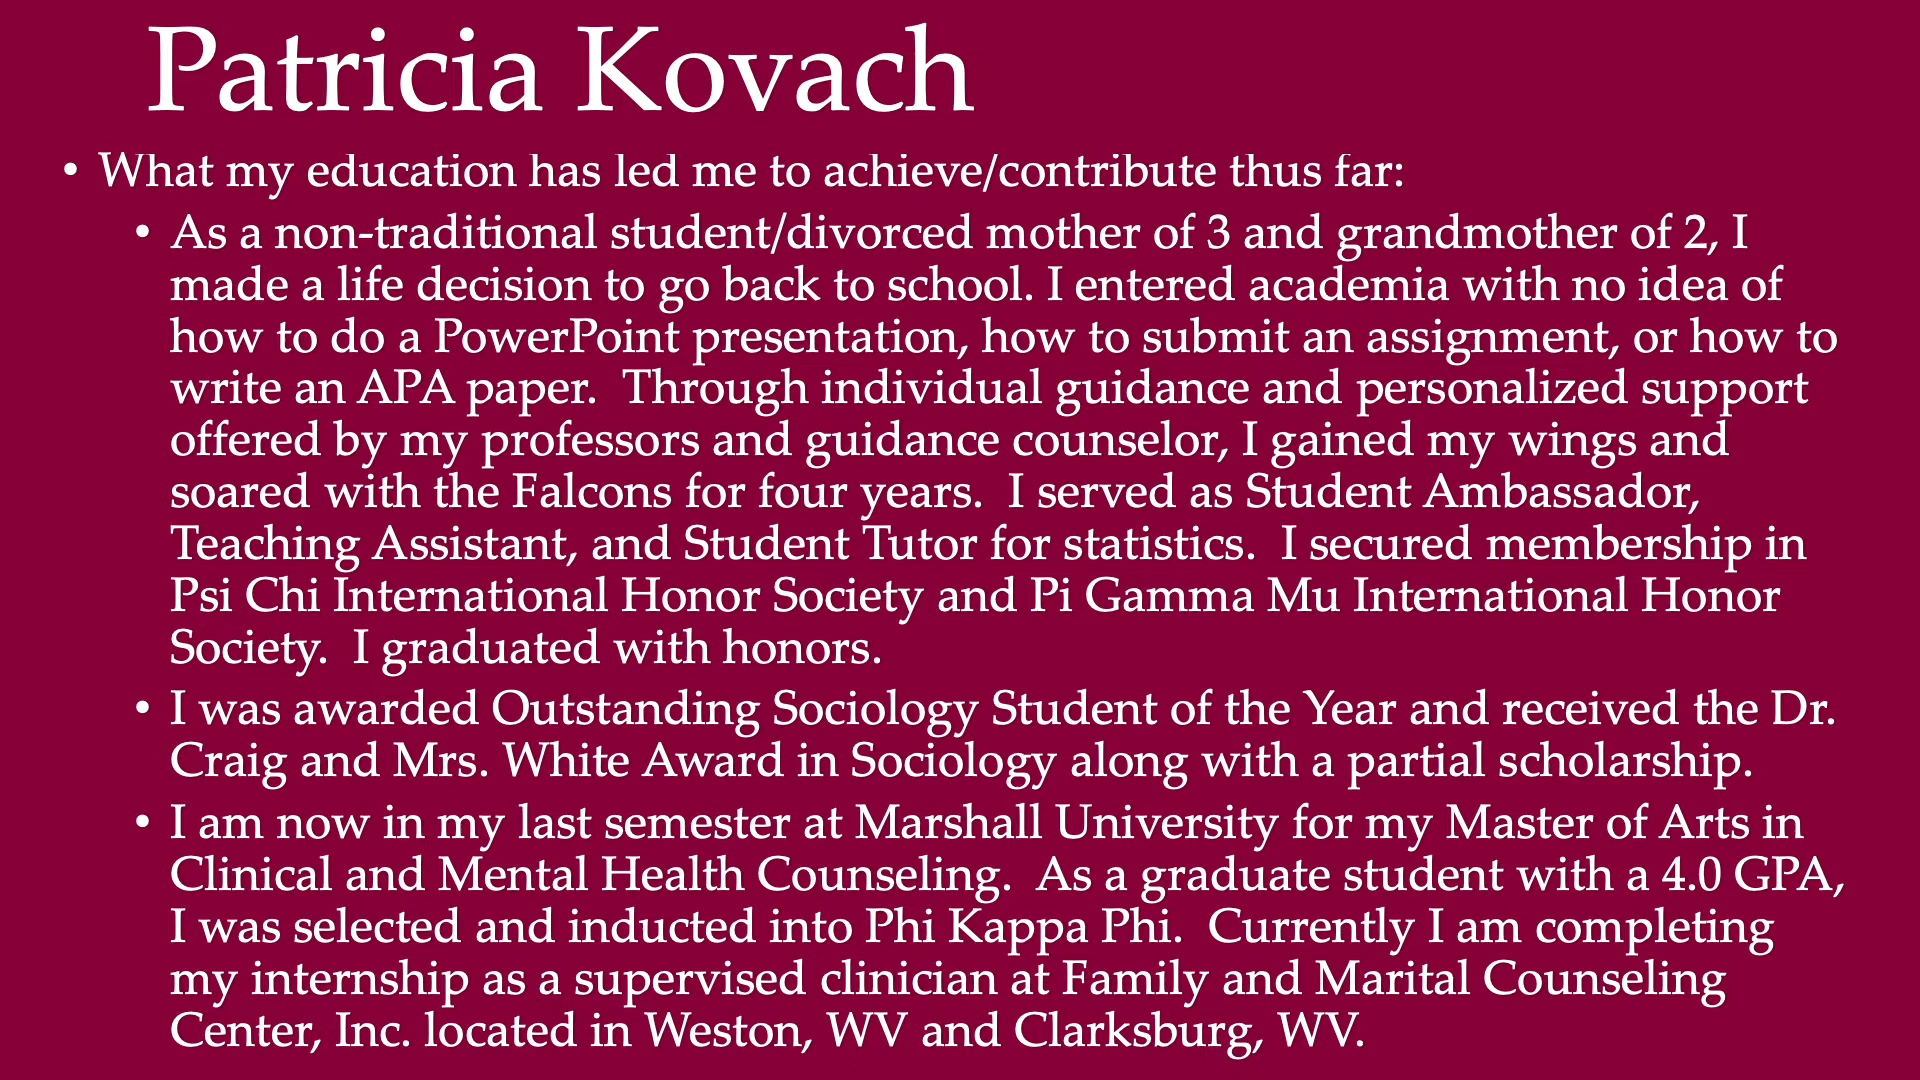 Patricia Kovach
• What my education has led me to achieve/contribute thus far:
• As a non-traditional student/divorced mother of 3 and grandmother of 2, I
made a life decision to go back to school. I entered academia with no idea of
how to do a PowerPoint presentation, how to submit an assignment, or how to
write an APA paper.  Through individual guidance and personalized support
offered by my professors and guidance counselor, I gained my wings and
soared with the Falcons for four years.  I served as Student Ambassador,
Teaching Assistant, and Student Tutor for statistics.  I secured membership in
Psi Chi International Honor Society and Pi Gamma Mu International Honor
Society.  I graduated with honors.
• I was awarded Outstanding Sociology Student of the Year and received the Dr.
Craig and Mrs. White Award in Sociology along with a partial scholarship.
• I am now in my last semester at Marshall University for my Master of Arts in
Clinical and Mental Health Counseling.  As a graduate student with a 4.0 GPA,
I was selected and inducted into Phi Kappa Phi.  Currently I am completing
my internship as a supervised clinician at Family and Marital Counseling
Center, Inc. located in Weston, WV and Clarksburg, WV.